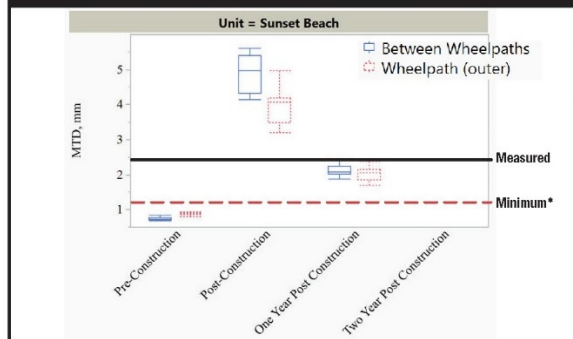 Unit = Sunset Beach
Between Wheelpaths
Wheelpath (outer)
MTD, mm
5
4
3
2
1
Measured
Minimum*
Pre-Construction
Post-Construction
One Year Post Construction
Two Year Post Construction